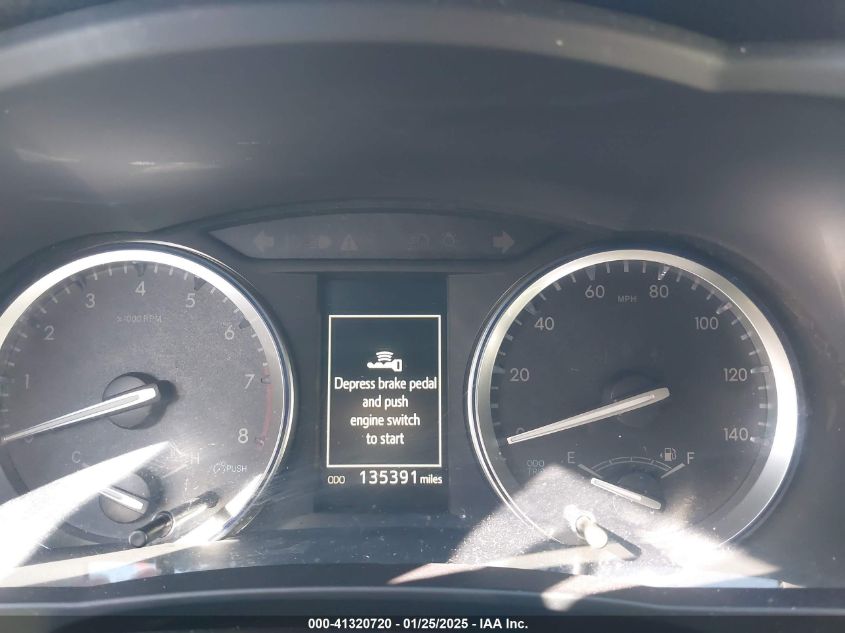 1 2 3 4 5 6 7 8
x1000 RPM
C H
PUSH
Depress brake pedal
and push
engine switch
to start
ODO 135391 miles
0 20 40 60 80 100 120 140
MPH
ODO
TRIP
E F
000-41320720 - 01/25/2025 - IAA Inc.